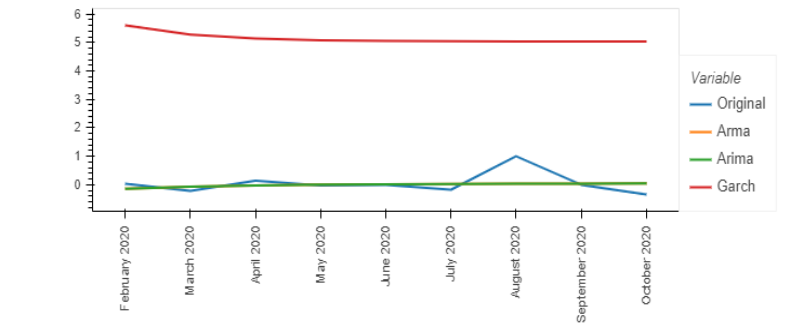 6
5
4
3
2
1
0
February 2020
March 2020
April 2020
May 2020
June 2020
July 2020
August 2020
September 2020
October 2020
Variable
Original
Arma
Arima
Garch